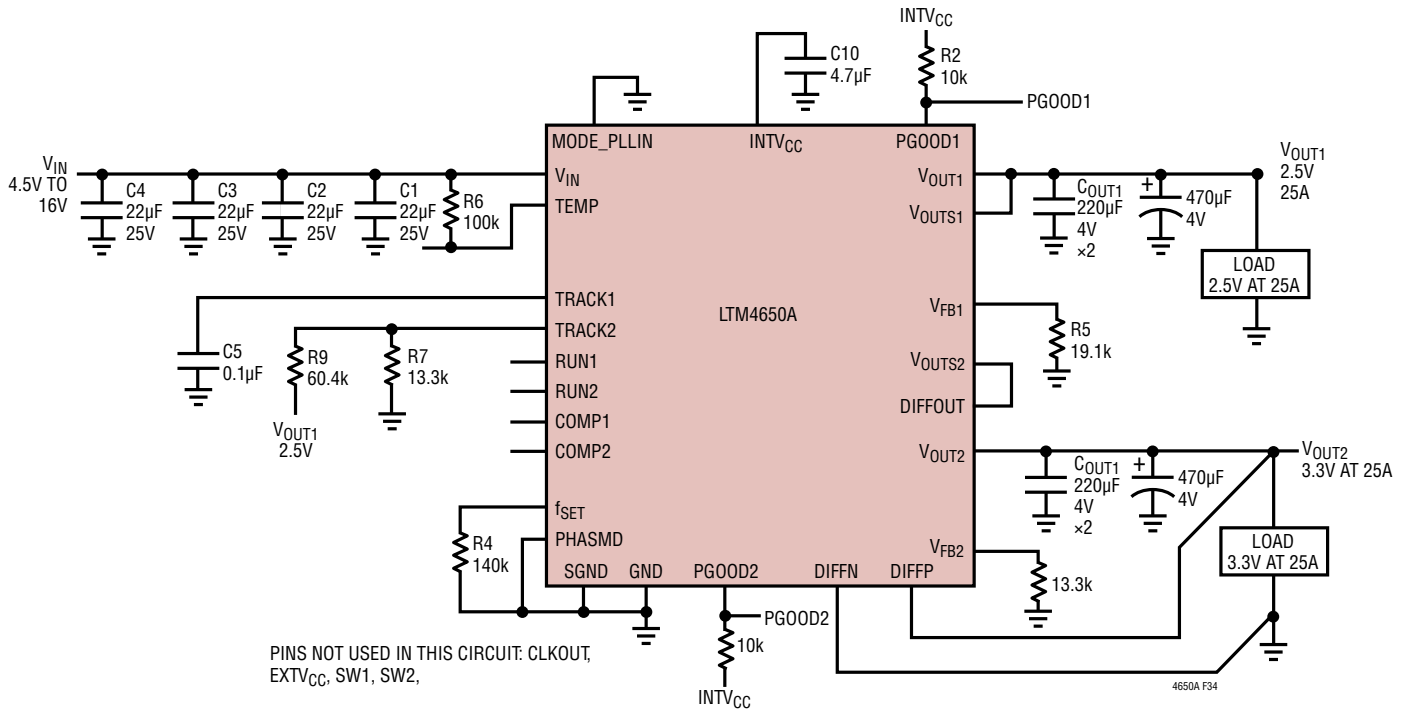 INTVCC
C10
4.7µF
R2
10k
PGOOD1
MODE_PLLIN
INTVCC
PGOOD1
VIN
4.5V TO
16V
C4
22µF
25V
C3
22µF
25V
C2
22µF
25V
C1
22µF
25V
R6
100k
VIN
TEMP
VOUT1
VOUTS1
COUT1
220µF
4V
×2
+
470µF
4V
VOUT1
2.5V
25A
LOAD
2.5V AT 25A
TRACK1
TRACK2
RUN1
RUN2
COMP1
COMP2
LTM4650A
VFB1
R5
19.1k
C5
0.1µF
R9
60.4k
R7
13.3k
VOUT1
2.5V
VOUTS2
DIFFOUT
VOUT2
COUT1
220µF
4V
×2
+
470µF
4V
VOUT2
3.3V AT 25A
LOAD
3.3V AT 25A
fSET
PHASMD
R4
140k
SGND
GND
PGOOD2
DIFFN
DIFFP
VFB2
13.3k
PGOOD2
10k
INTVCC
PINS NOT USED IN THIS CIRCUIT: CLKOUT,
EXTVCC, SW1, SW2,
4650A F34